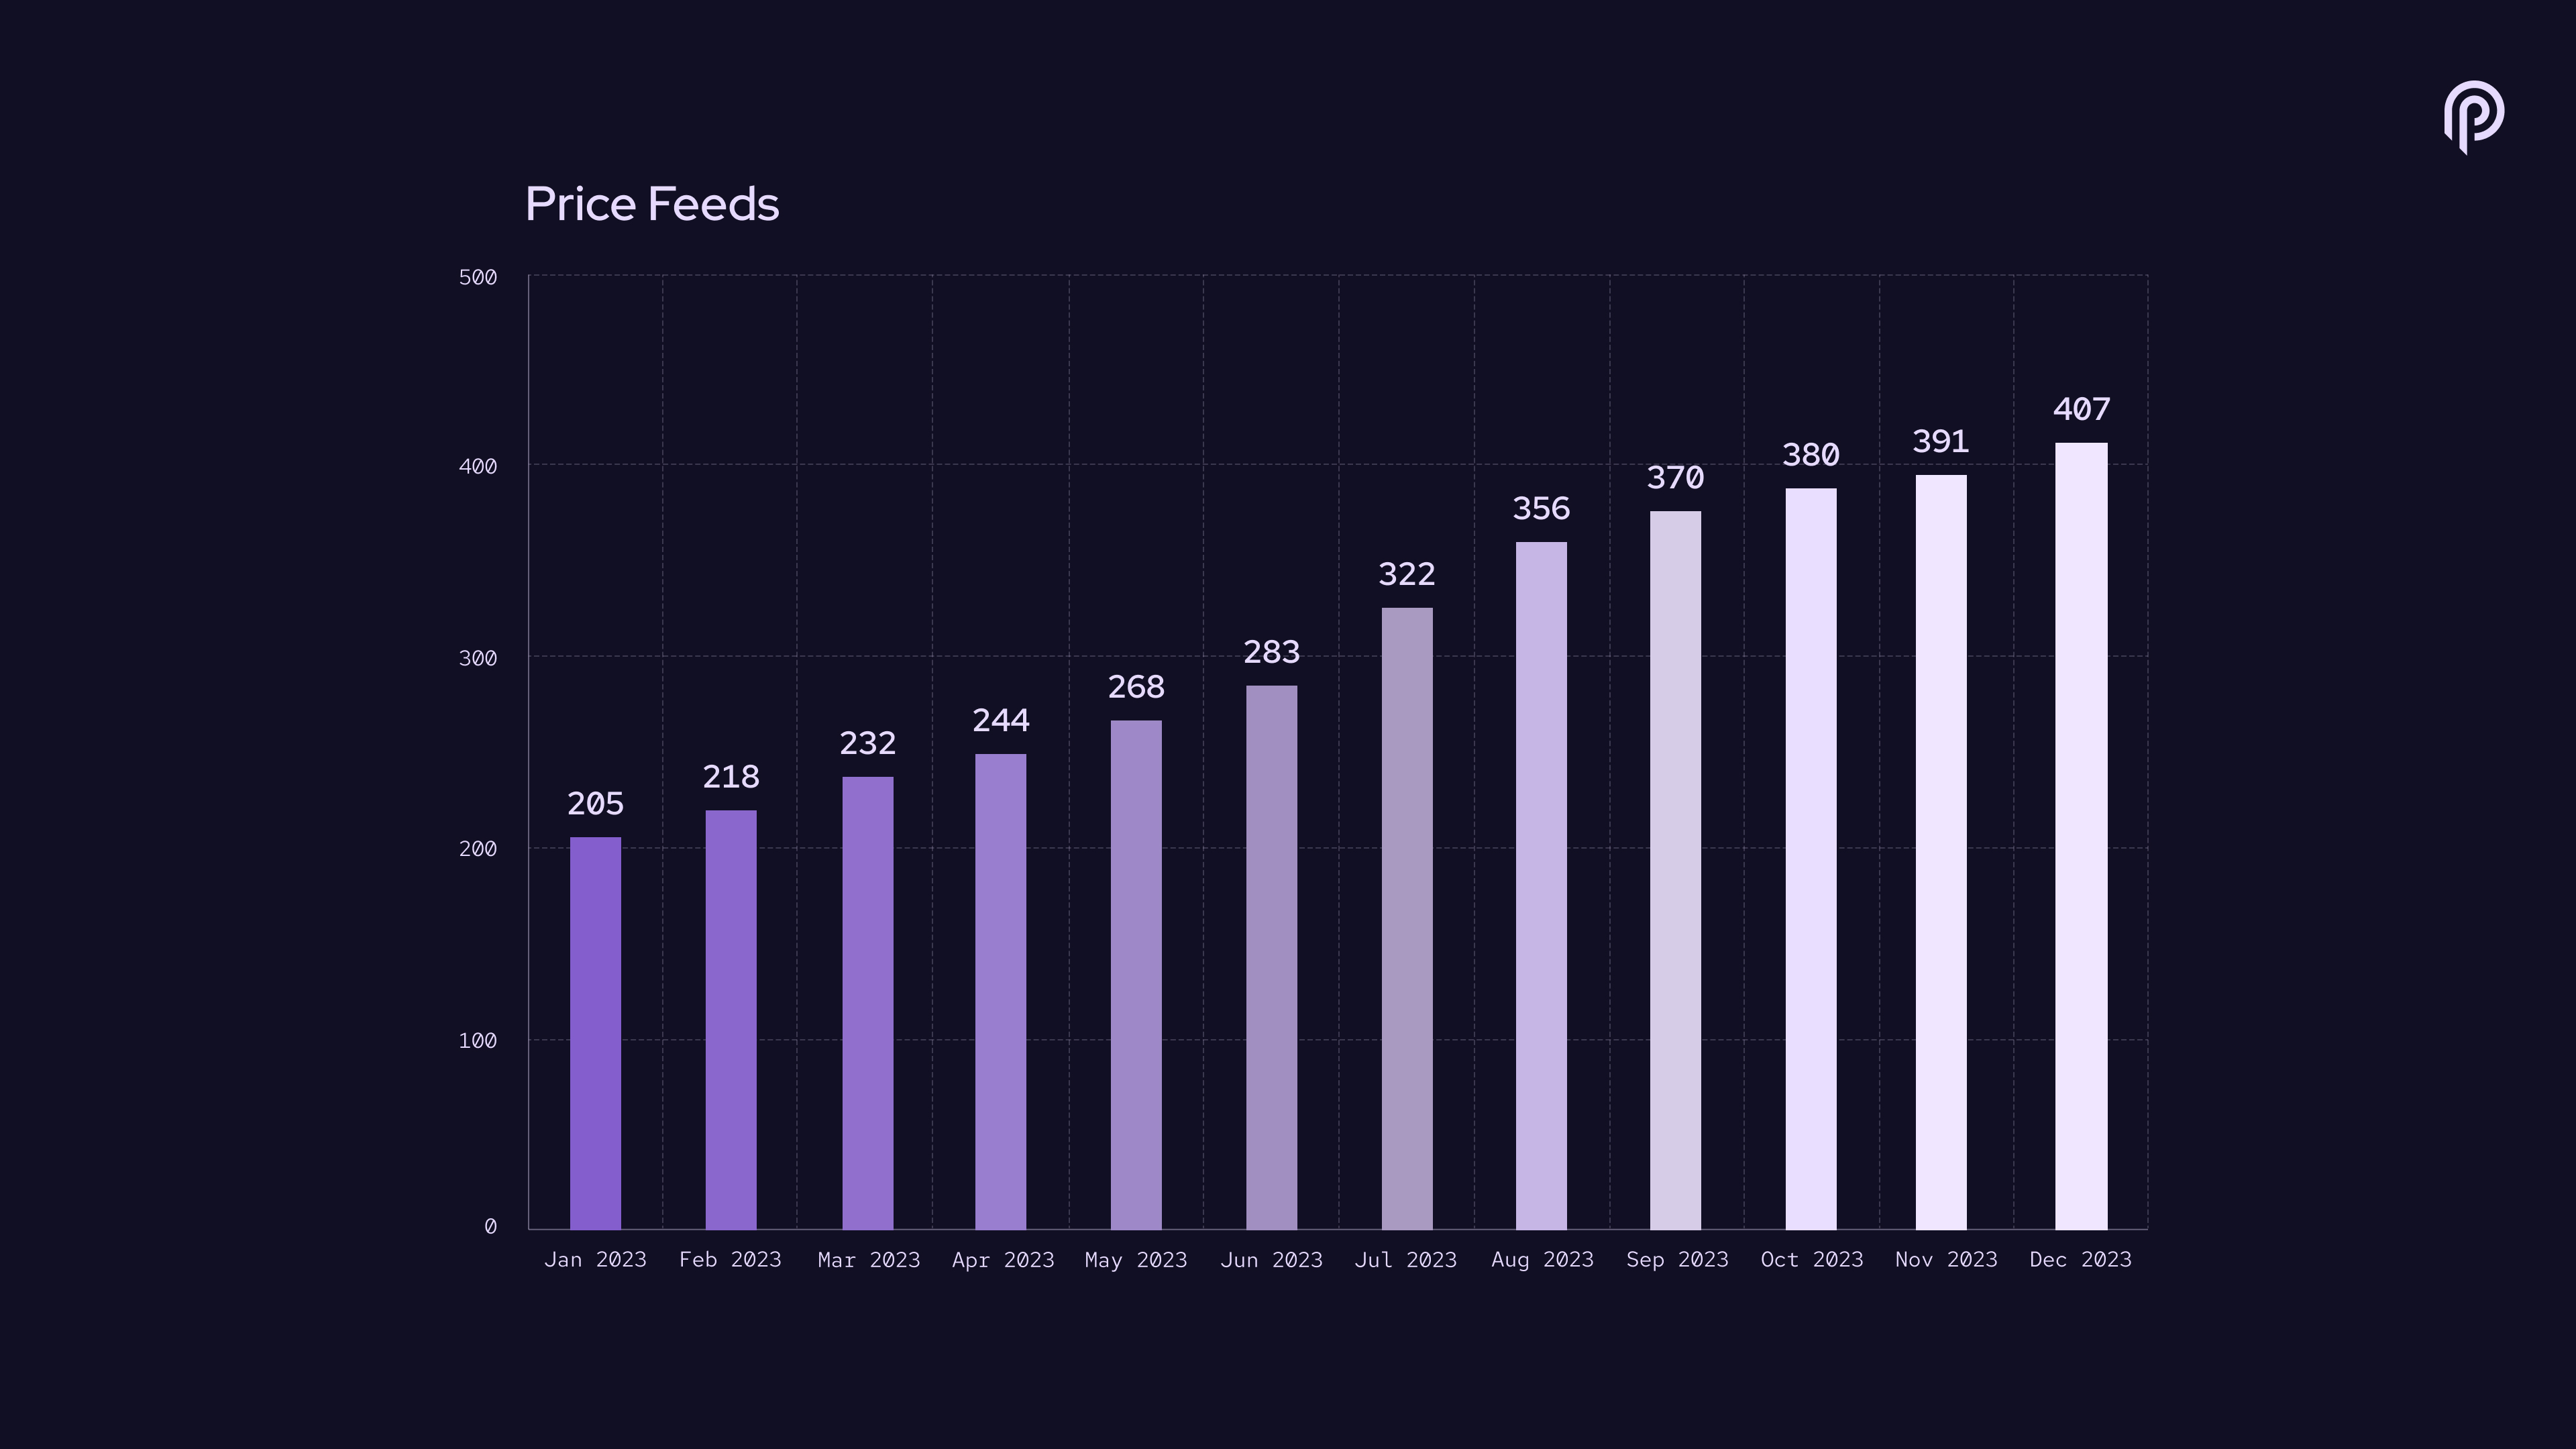 Price Feeds
500
400
300
200
100
0
205
218
232
244
268
283
322
356
370
380
391
407
Jan 2023
Feb 2023
Mar 2023
Apr 2023
May 2023
Jun 2023
Jul 2023
Aug 2023
Sep 2023
Oct 2023
Nov 2023
Dec 2023